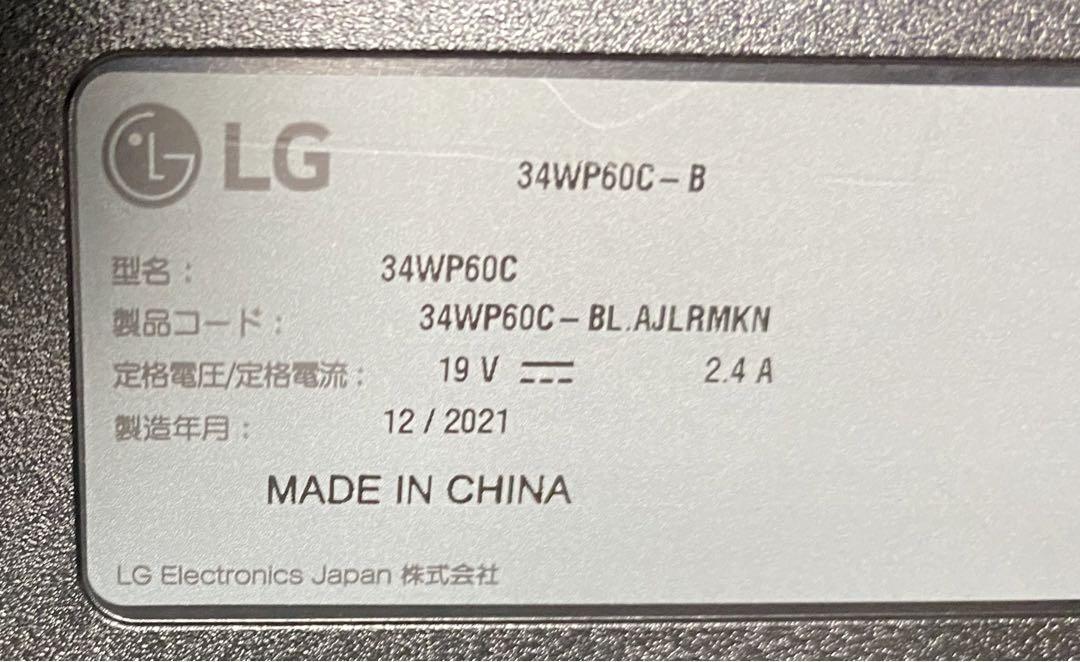 LG 34WP60C-B
型名： 34WP60C
製品コード： 34WP60C-BL.AJLRMKN
定格電圧/定格電流： 19 V ⎓ 2.4 A
製造年月： 12 / 2021
MADE IN CHINA
LG Electronics Japan 株式会社